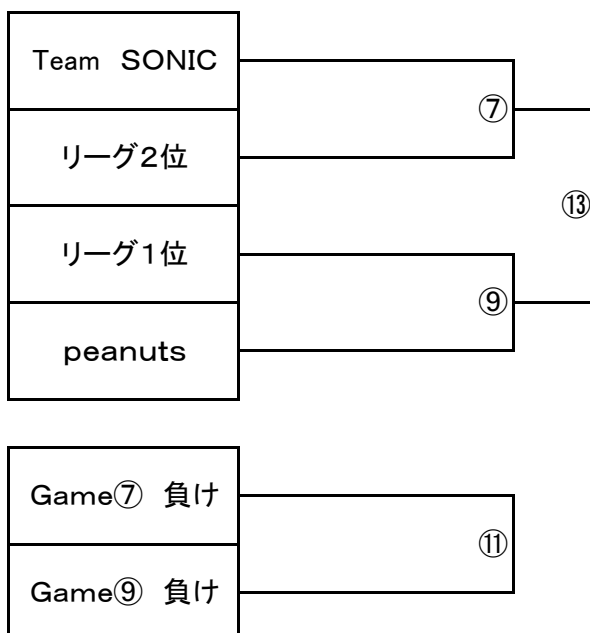 Team SONIC
⑦
リーグ2位
⑬
リーグ1位
⑨
peanuts
Game⑦ 負け
⑪
Game⑨ 負け